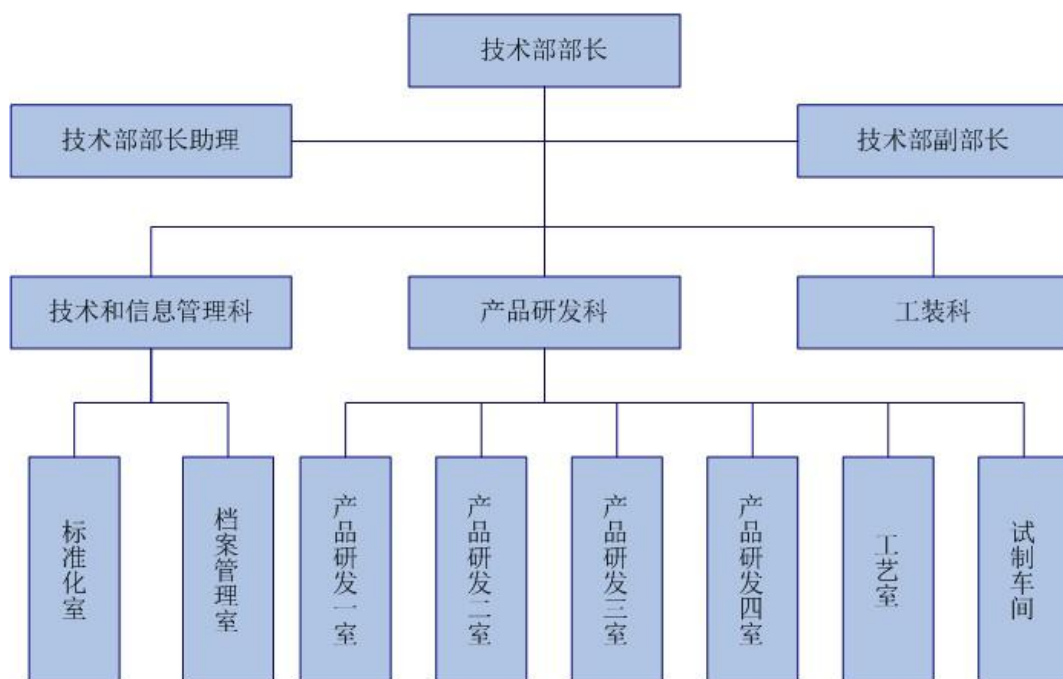 技术部部长
技术部部长助理
技术部副部长
技术和信息管理科
产品研发科
工装科
标准化室
档案管理室
产品研发一室
产品研发二室
产品研发三室
产品研发四室
工艺室
试制车间